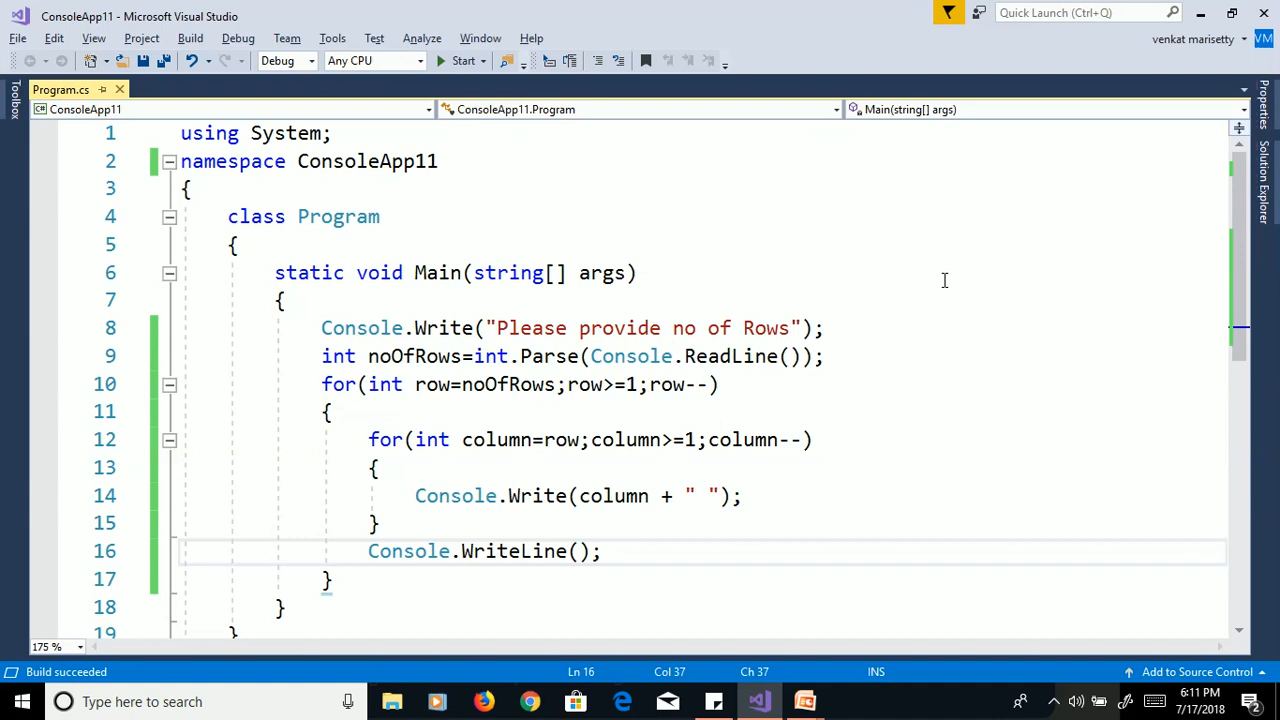 ConsoleApp11 - Microsoft Visual Studio
Quick Launch (Ctrl+Q)
File Edit View Project Build Debug Team Tools Test Analyze Window Help
venkat marisetty VM
Debug Any CPU Start
Program.cs
ConsoleApp11 ConsoleApp11.Program Main(string[] args)
Toolbox
Properties
Solution Explorer
1 using System;
2 namespace ConsoleApp11
3 {
4 class Program
5 {
6 static void Main(string[] args)
7 {
8 Console.Write("Please provide no of Rows");
9 int noOfRows=int.Parse(Console.ReadLine());
10 for(int row=noOfRows;row>=1;row--)
11 {
12 for(int column=row;column>=1;column--)
13 {
14 Console.Write(column + " ");
15 }
16 Console.WriteLine();
17 }
18 }
19 }
175 %
Build succeeded Ln 16 Col 37 Ch 37 INS Add to Source Control
Type here to search
6:11 PM
7/17/2018
2